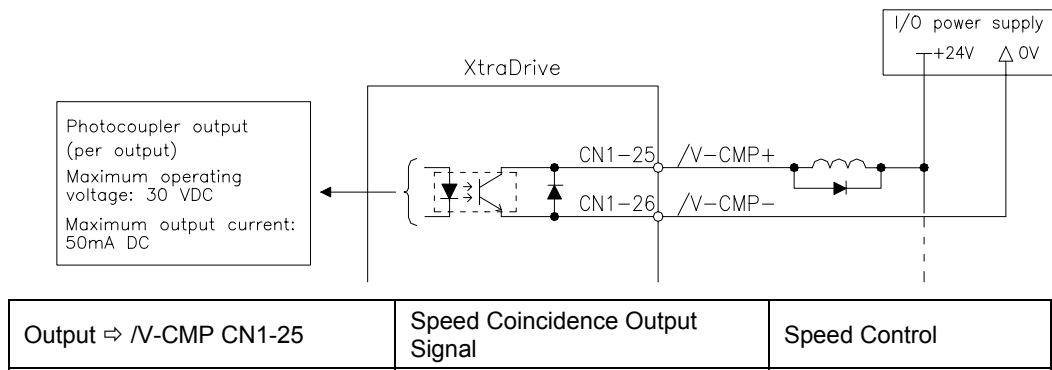 I/O power supply
+24V
0V
XtraDrive
Photocoupler output
(per output)
Maximum operating
voltage: 30 VDC
Maximum output current:
50mA DC
CN1-25
/V-CMP+
CN1-26
/V-CMP-
Output ⇨ /V-CMP CN1-25
Speed Coincidence Output
Signal
Speed Control